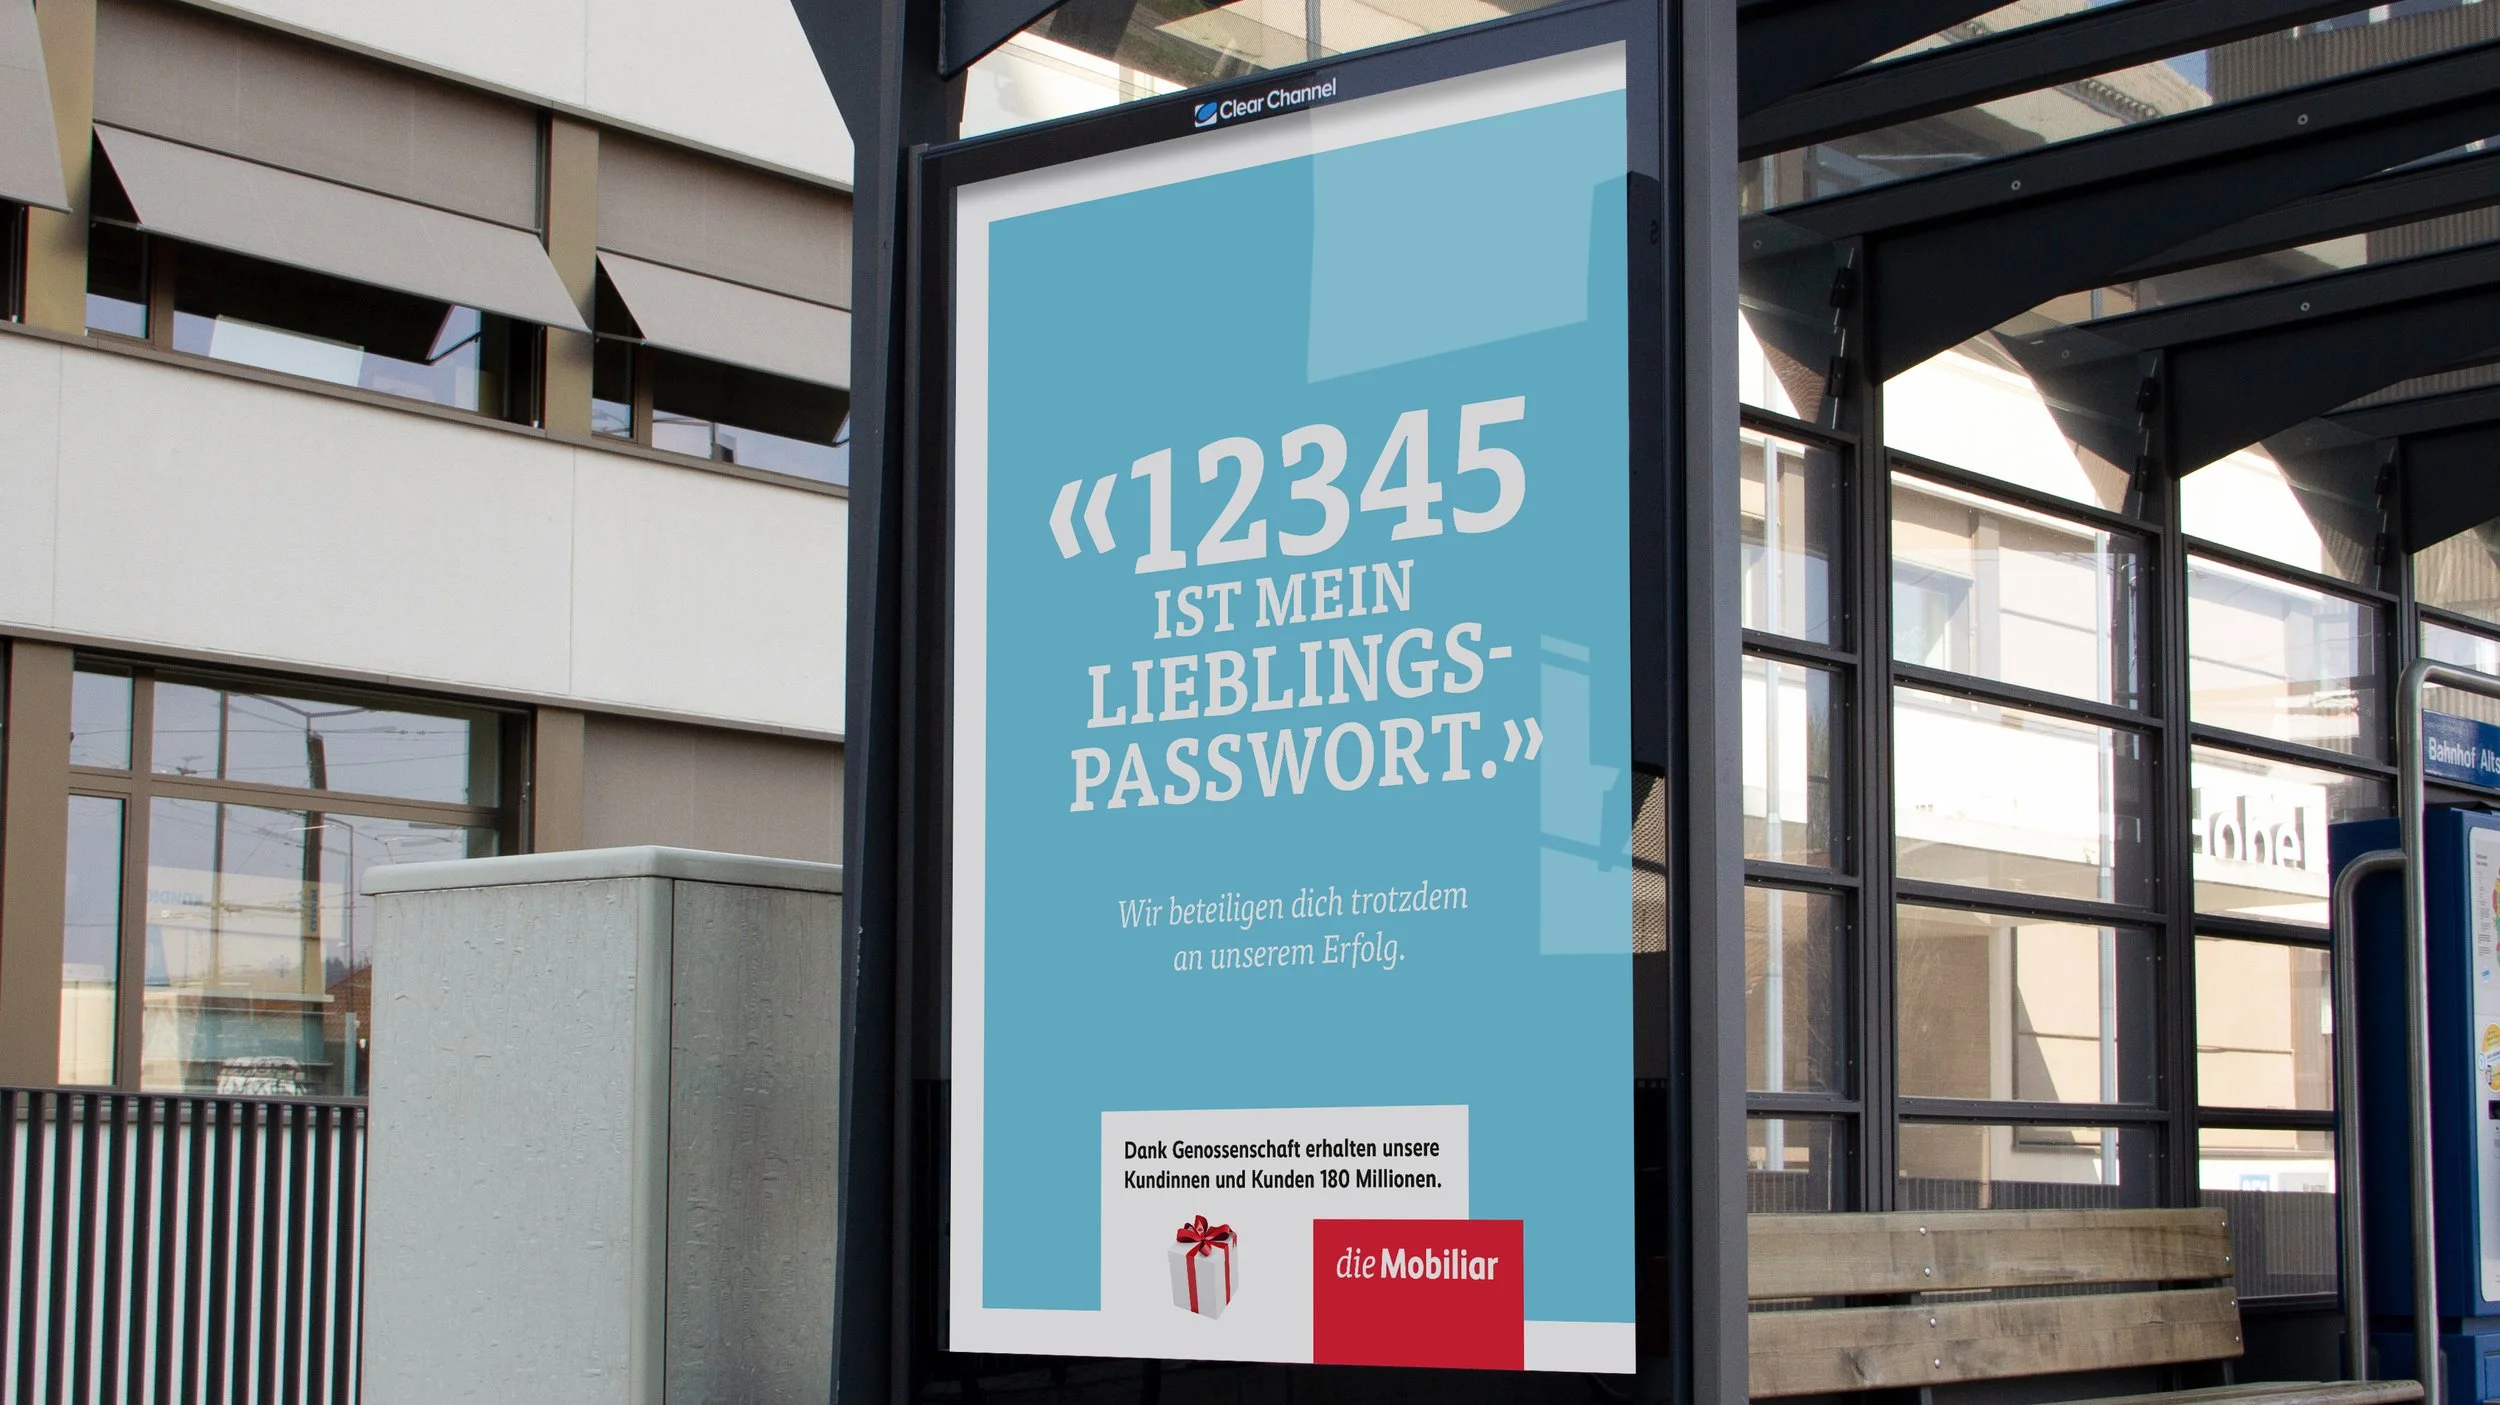 Clear Channel
«12345
IST MEIN
LIEBLINGS-
PASSWORT.»
Wir beteiligen dich trotzdem
an unserem Erfolg.
Dank Genossenschaft erhalten unsere
Kundinnen und Kunden 180 Millionen.
die Mobiliar
Bahnhof